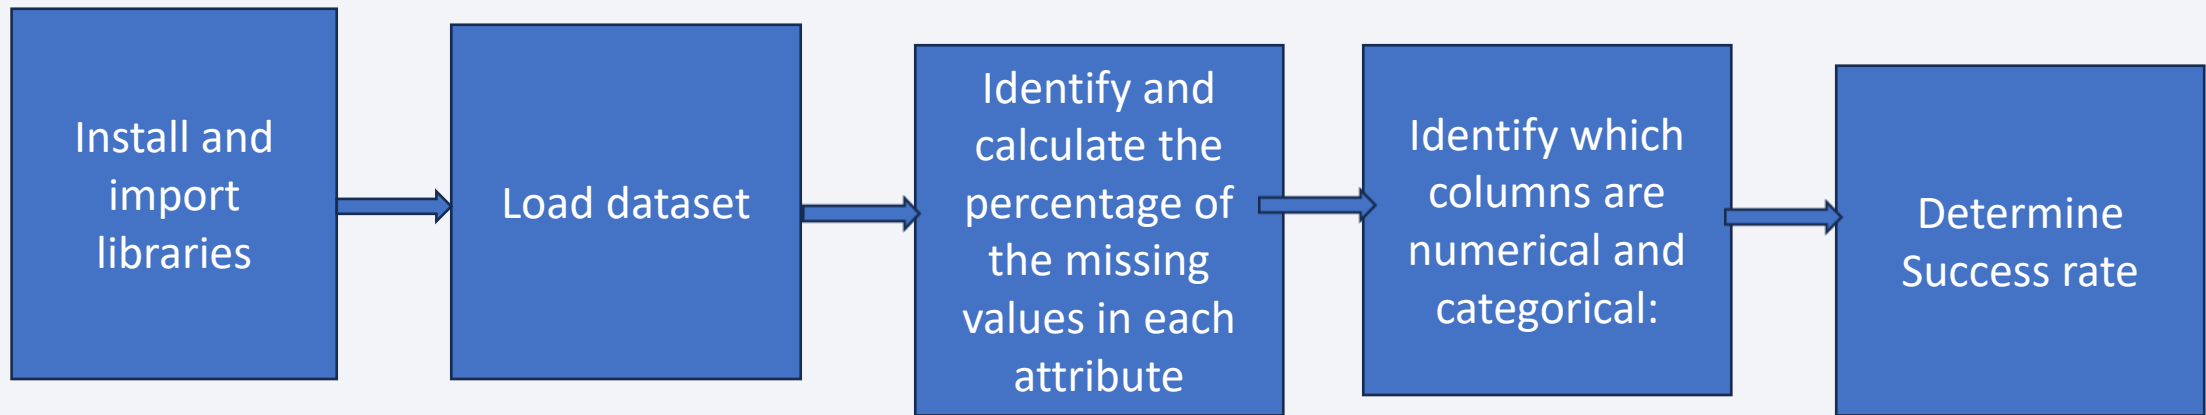 Install and
import
libraries
Load dataset
Identify and
calculate the
percentage of
the missing
values in each
attribute
Identify which
columns are
numerical and
categorical:
Determine
Success rate